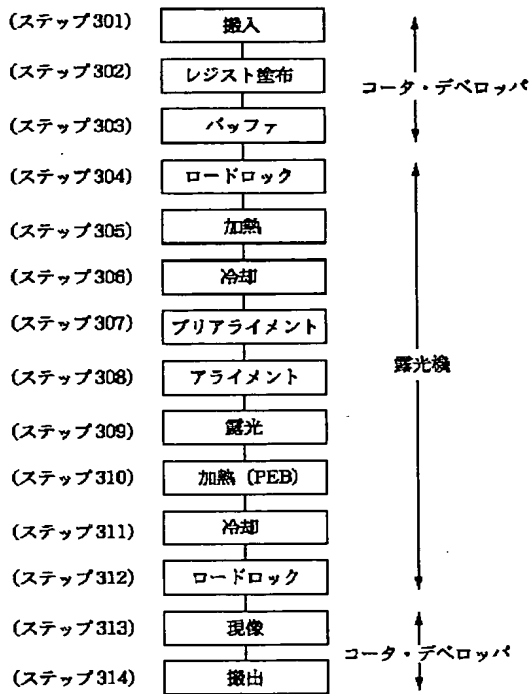 (ステップ301) 搬入
(ステップ302) レジスト塗布
コータ・デベロッパ
(ステップ303) バッファ
(ステップ304) ロードロック
(ステップ305) 加熱
(ステップ306) 冷却
(ステップ307) プリアライメント
(ステップ308) アライメント
露光機
(ステップ309) 露光
(ステップ310) 加熱 (PEB)
(ステップ311) 冷却
(ステップ312) ロードロック
(ステップ313) 現像
コータ・デベロッパ
(ステップ314) 搬出